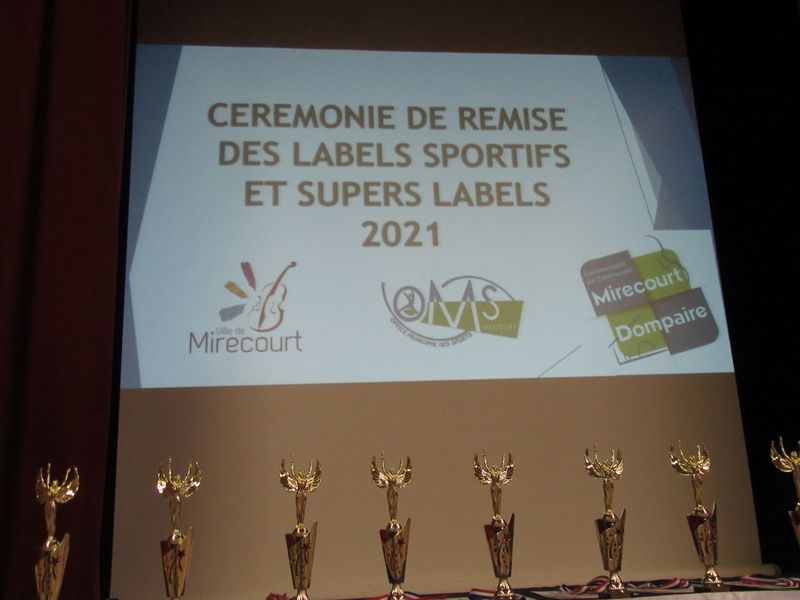 CEREMONIE DE REMISE
DES LABELS SPORTIFS
ET SUPERS LABELS
2021
Ville de
Mirecourt
OMS
MIRECOURT
OFFICE MUNICIPAL DES SPORTS
Communauté
de Communes
Mirecourt
Dompaire